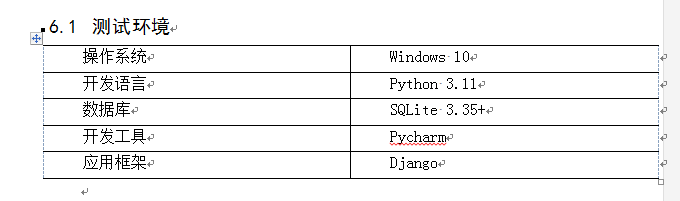 6.1 测试环境
操作系统 Windows 10
开发语言 Python 3.11
数据库 SQLite 3.35+
开发工具 Pycharm
应用框架 Django